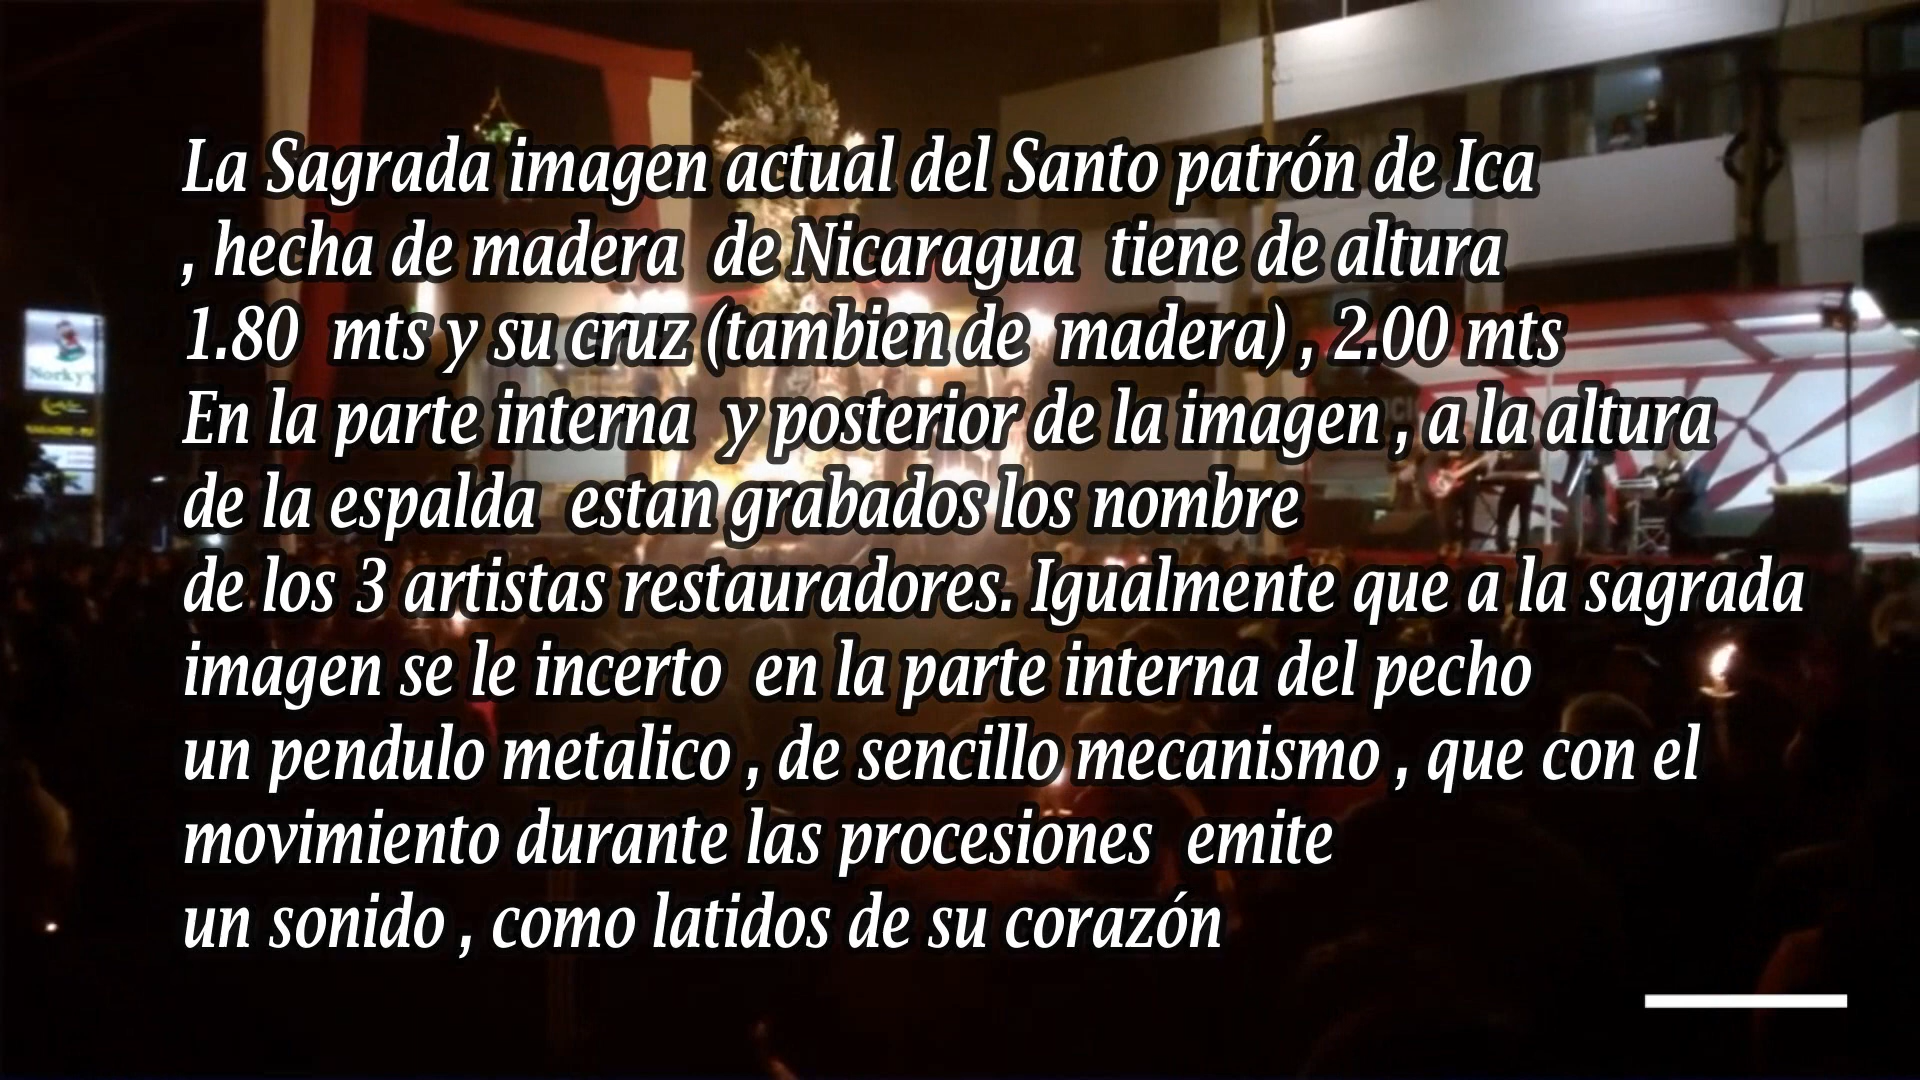 La Sagrada imagen actual del Santo patrón de Ica
, hecha de madera de Nicaragua tiene de altura
1.80 mts y su cruz (tambien de madera) , 2.00 mts
En la parte interna y posterior de la imagen , a la altura
de la espalda estan grabados los nombre
de los 3 artistas restauradores. Igualmente que a la sagrada
imagen se le incerto en la parte interna del pecho
un pendulo metalico , de sencillo mecanismo , que con el
movimiento durante las procesiones emite
un sonido , como latidos de su corazón
Norky's